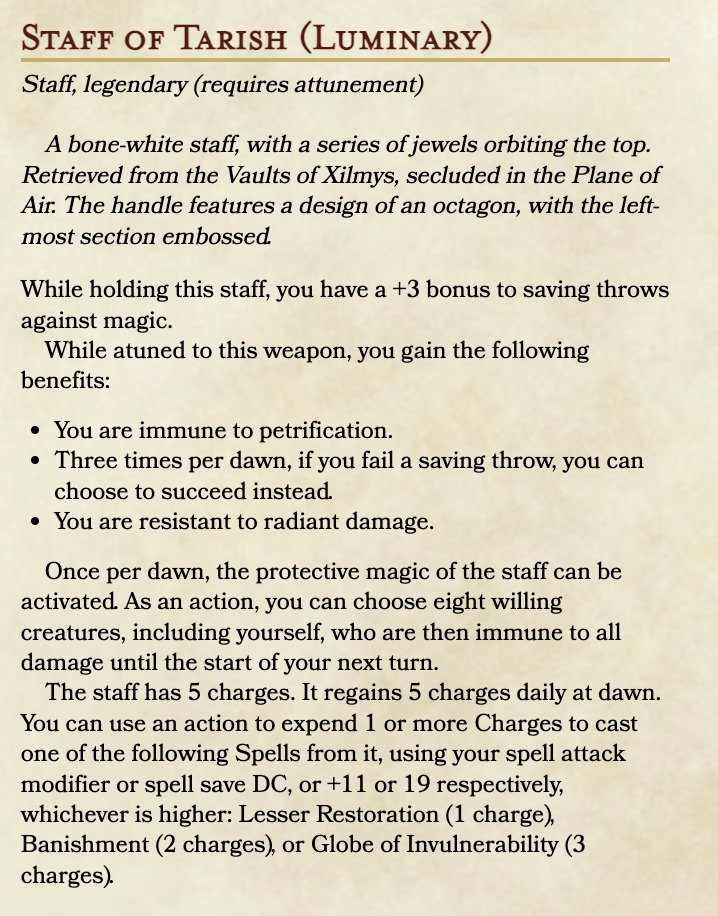 Staff of Tarish (Luminary)
Staff, legendary (requires attunement)
A bone-white staff, with a series of jewels orbiting the top.
Retrieved from the Vaults of Xilmys, secluded in the Plane of
Air. The handle features a design of an octagon, with the left-
most section embossed.
While holding this staff, you have a +3 bonus to saving throws
against magic.
While atuned to this weapon, you gain the following
benefits:
• You are immune to petrification.
• Three times per dawn, if you fail a saving throw, you can
choose to succeed instead.
• You are resistant to radiant damage.
Once per dawn, the protective magic of the staff can be
activated. As an action, you can choose eight willing
creatures, including yourself, who are then immune to all
damage until the start of your next turn.
The staff has 5 charges. It regains 5 charges daily at dawn.
You can use an action to expend 1 or more Charges to cast
one of the following Spells from it, using your spell attack
modifier or spell save DC, or +11 or 19 respectively,
whichever is higher: Lesser Restoration (1 charge),
Banishment (2 charges), or Globe of Invulnerability (3
charges).